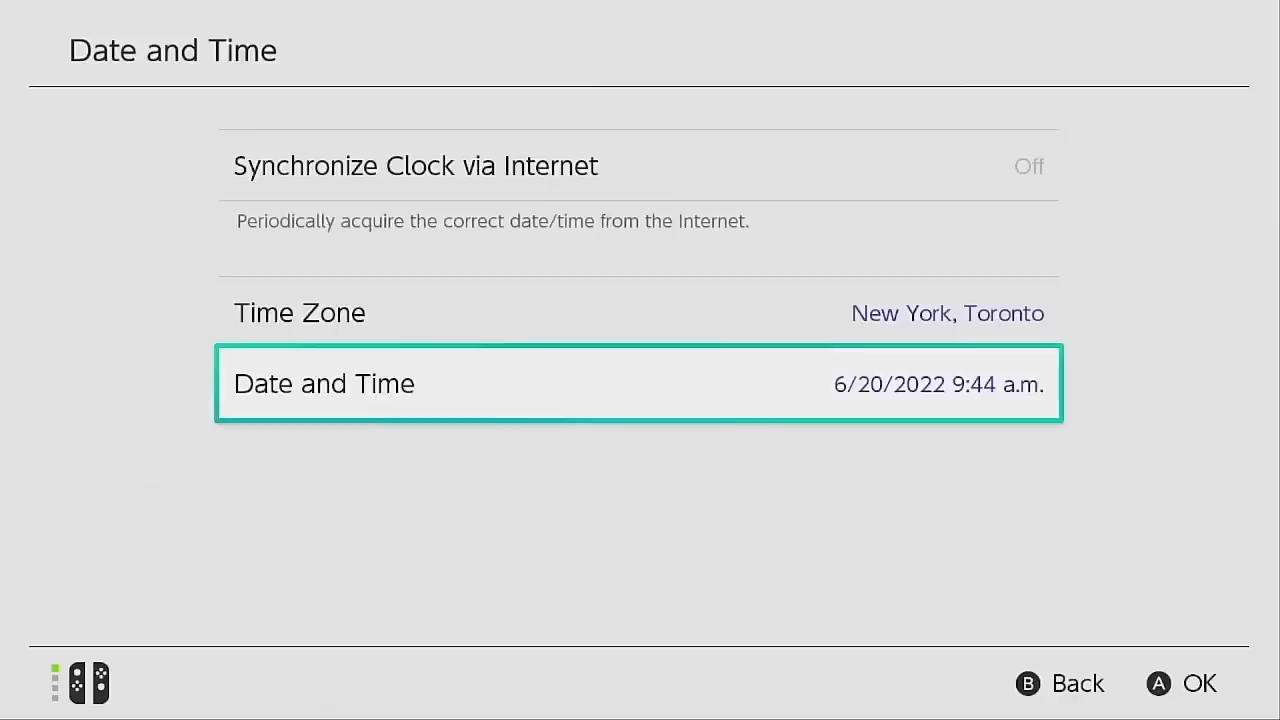 Date and Time
Synchronize Clock via Internet Off
Periodically acquire the correct date/time from the Internet.
Time Zone New York, Toronto
Date and Time 6/20/2022 9:44 a.m.
B Back A OK